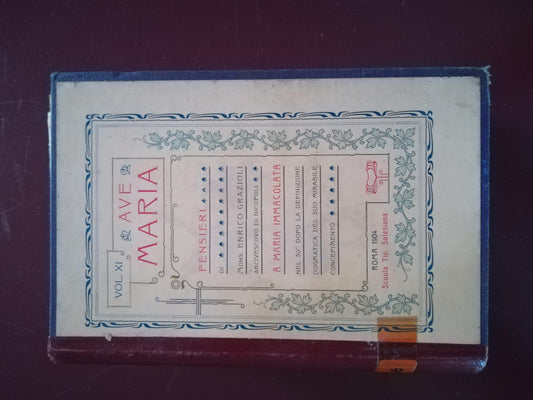 VOL. XI
AVE
MARIA
PENSIERI
DI
MONS. ENRICO GRAZIOLI
ARCIVESCOVO DI NICOPOLI
A MARIA IMMACOLATA
NEL 50° DOPO LA DEFINIZIONE
DOGMATICA DEL SUO MIRABILE
CONCEPIMENTO
ROMA 1904
Scuola Tip. Salesiana